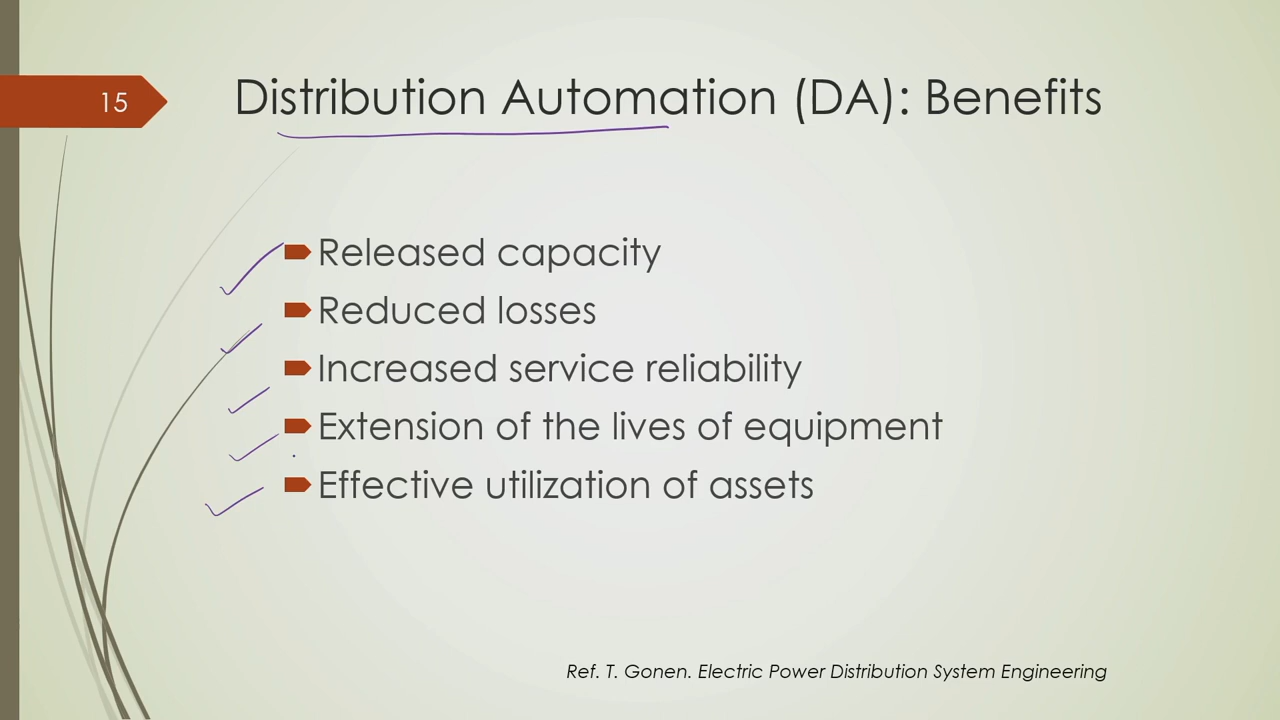 15
Distribution Automation (DA): Benefits
Released capacity
Reduced losses
Increased service reliability
Extension of the lives of equipment
Effective utilization of assets
Ref. T. Gonen. Electric Power Distribution System Engineering